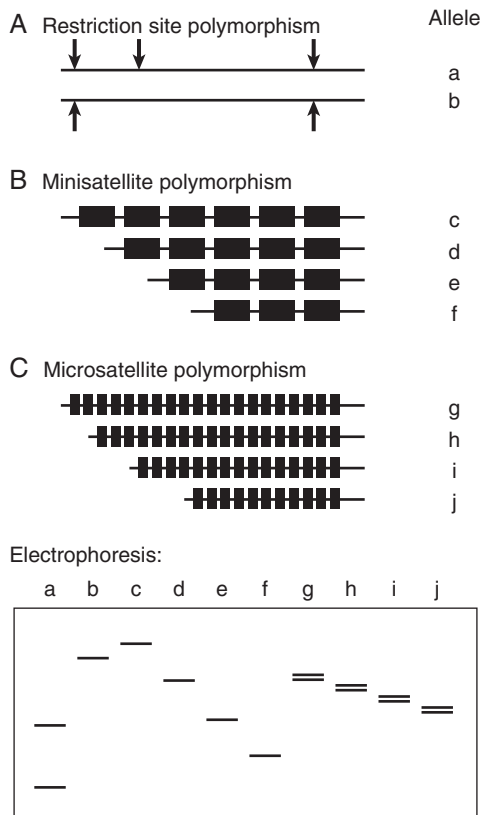 A Restriction site polymorphism Allele
a
b
B Minisatellite polymorphism
c
d
e
f
C Microsatellite polymorphism
g
h
i
j
Electrophoresis:
a b c d e f g h i j